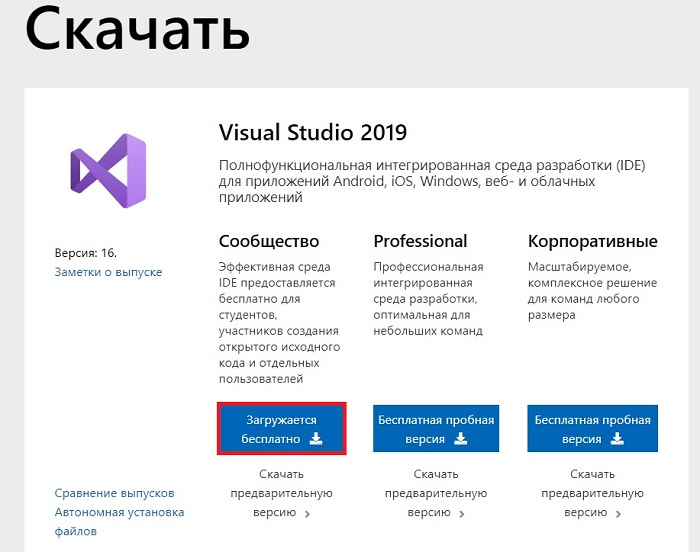 Скачать
Visual Studio 2019
Полнофункциональная интегрированная среда разработки (IDE)
для приложений Android, iOS, Windows, веб- и облачных
приложений
Версия: 16.
Заметки о выпуске
Сообщество
Эффективная среда
IDE предоставляется
бесплатно для
студентов,
участников создания
открытого исходного
кода и отдельных
пользователей
Загружается
бесплатно
Скачать
предварительную
версию
Professional
Профессиональная
интегрированная
среда разработки,
оптимальная для
небольших команд
Бесплатная пробная
версия
Скачать
предварительную
версию
Корпоративные
Масштабируемое,
комплексное решение
для команд любого
размера
Бесплатная пробная
версия
Скачать
предварительную
версию
Сравнение выпусков
Автономная установка
файлов